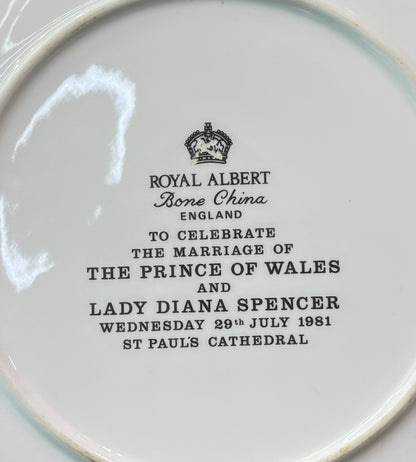 ROYAL ALBERT
Bone China
ENGLAND
TO CELEBRATE
THE MARRIAGE OF
THE PRINCE OF WALES
AND
LADY DIANA SPENCER
WEDNESDAY 29th JULY 1981
ST PAUL'S CATHEDRAL